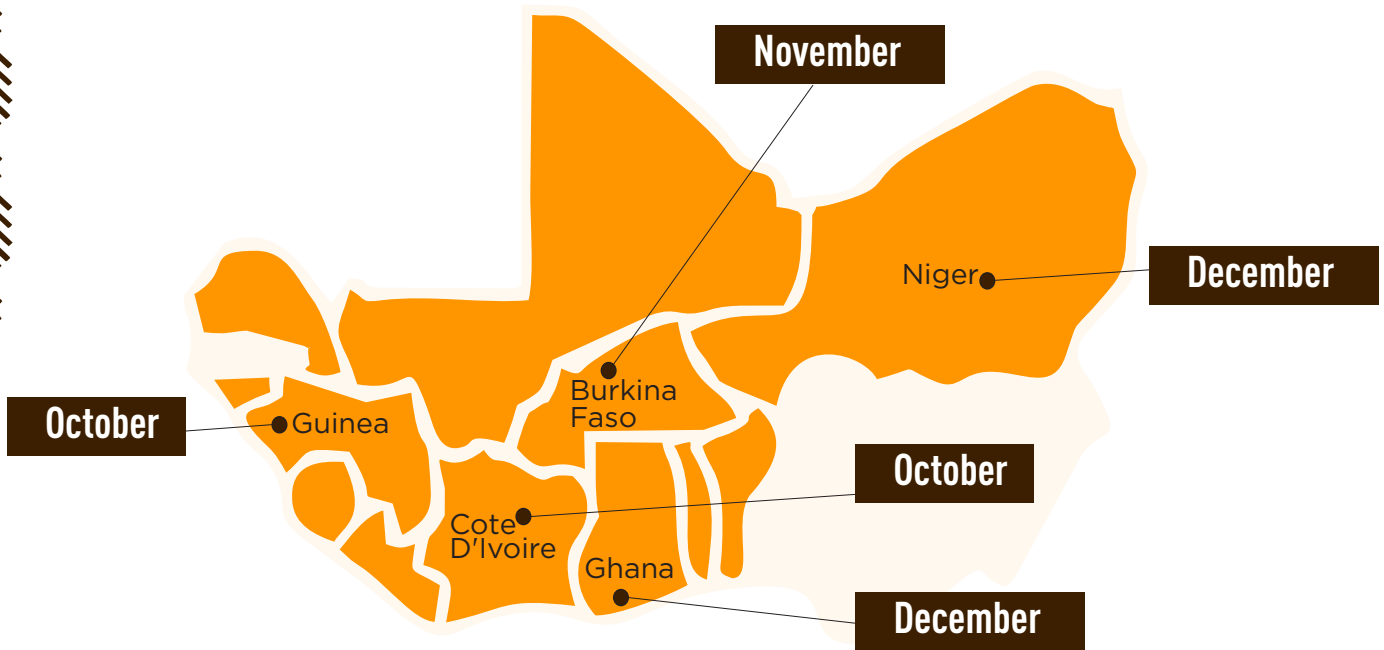 November
Niger
December
Burkina
Faso
October
Guinea
October
Cote
D'Ivoire
Ghana
December